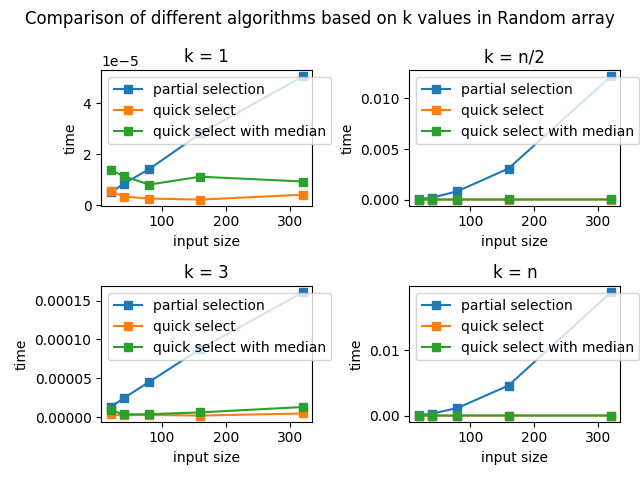 Comparison of different algorithms based on k values in Random array
k = 1
1e−5
4
2
0
time
partial selection
quick select
quick select with median
100 200 300
input size
k = n/2
0.010
0.005
0.000
time
partial selection
quick select
quick select with median
100 200 300
input size
k = 3
0.00015
0.00010
0.00005
0.00000
time
partial selection
quick select
quick select with median
100 200 300
input size
k = n
0.01
0.00
time
partial selection
quick select
quick select with median
100 200 300
input size